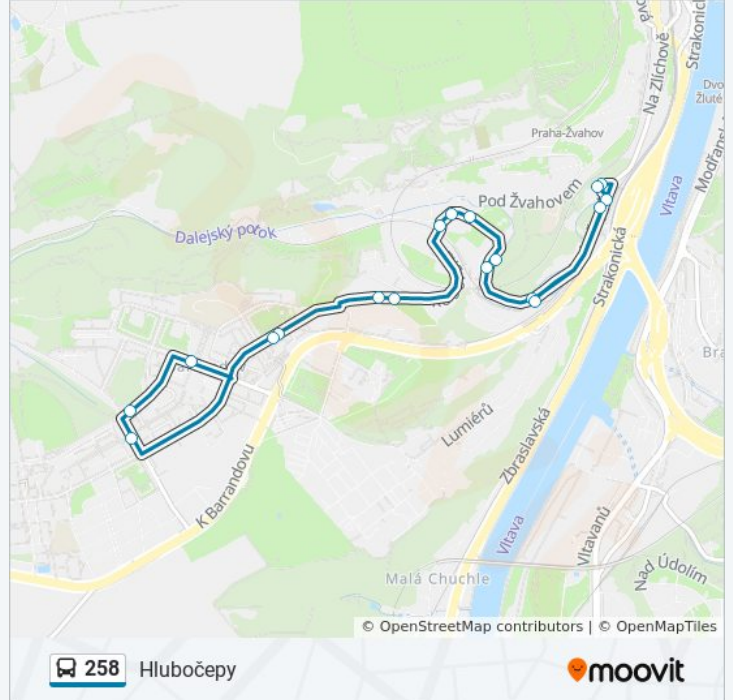 Strakonická
Na Zlíchově
Praha-Žvahov
Modřanská
Pod Žvahovem
Vltava
Dalejský potok
Strakonická
Lumiérů
Zbraslavská
K Barrandovu
Vltava
Vltavanů
Nad Údolím
Malá Chuchle
© OpenStreetMap contributors | © OpenMapTiles
258 Hlubočepy
moovit